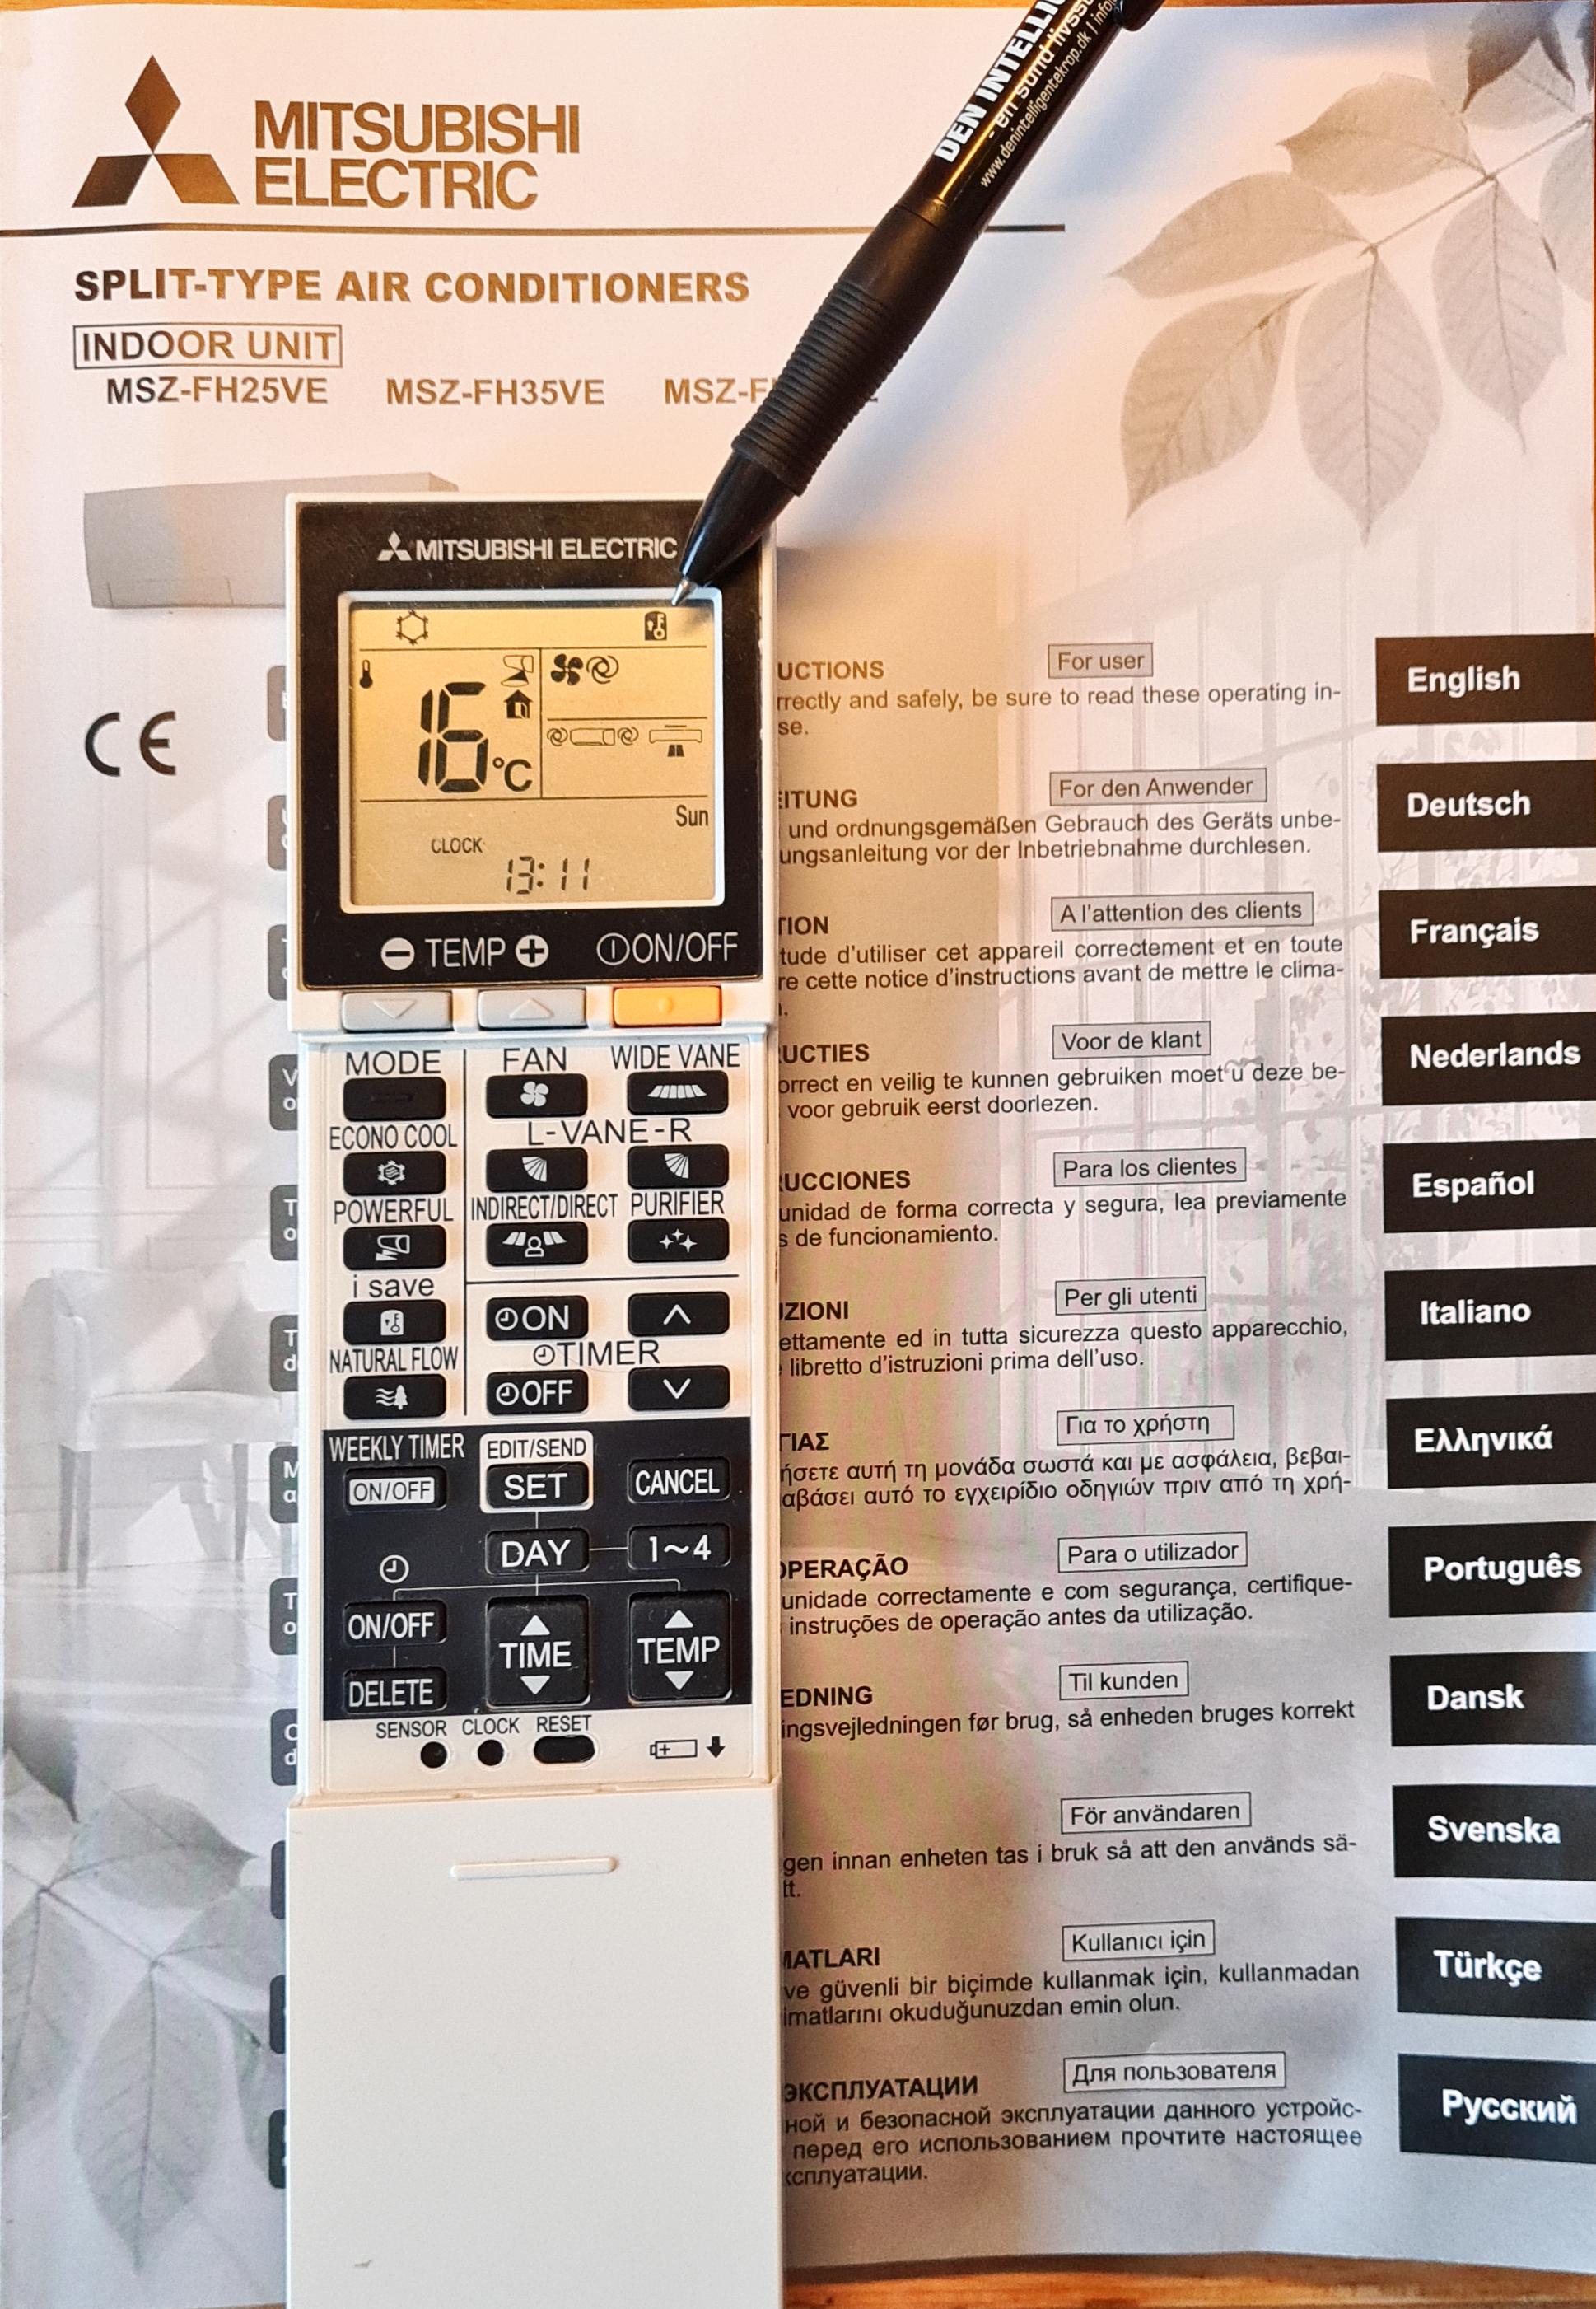 DEN INTELLI
- en sund livss
www.denintelligentekrop.dk | info
MITSUBISHI
ELECTRIC
SPLIT-TYPE AIR CONDITIONERS
INDOOR UNIT
MSZ-FH25VE MSZ-FH35VE MSZ-F
MITSUBISHI ELECTRIC
16 °C
Sun
CLOCK
13:11
TEMP ON/OFF
MODE FAN WIDE VANE
ECONO COOL L-VANE-R
POWERFUL INDIRECT/DIRECT PURIFIER
i save
ON
NATURAL FLOW TIMER
OFF
WEEKLY TIMER EDIT/SEND
ON/OFF SET CANCEL
DAY 1~4
ON/OFF TIME TEMP
DELETE
SENSOR CLOCK RESET
CE
UCTIONS For user English
rrectly and safely, be sure to read these operating in-
se.
EITUNG For den Anwender Deutsch
und ordnungsgemäßen Gebrauch des Geräts unbe-
ungsanleitung vor der Inbetriebnahme durchlesen.
TION A l'attention des clients Français
tude d'utiliser cet appareil correctement et en toute
re cette notice d'instructions avant de mettre le clima-
UCTIES Voor de klant Nederlands
orrect en veilig te kunnen gebruiken moet u deze be-
voor gebruik eerst doorlezen.
UCCIONES Para los clientes Español
unidad de forma correcta y segura, lea previamente
s de funcionamiento.
ZIONI Per gli utenti Italiano
ettamente ed in tutta sicurezza questo apparecchio,
libretto d'istruzioni prima dell'uso.
ΓΙΑΣ Για το χρήστη Ελληνικά
ήσετε αυτή τη μονάδα σωστά και με ασφάλεια, βεβαι-
αβάσει αυτό το εγχειρίδιο οδηγιών πριν από τη χρή-
OPERAÇÃO Para o utilizador Português
unidade correctamente e com segurança, certifique-
instruções de operação antes da utilização.
EDNING Til kunden Dansk
ingsvejledningen før brug, så enheden bruges korrekt
För användaren Svenska
gen innan enheten tas i bruk så att den används sä-
tt.
MATLARI Kullanıcı için Türkçe
ve güvenli bir biçimde kullanmak için, kullanmadan
imatlarını okuduğunuzdan emin olun.
ЭКСПЛУАТАЦИИ Для пользователя Русский
ной и безопасной эксплуатации данного устройс-
перед его использованием прочтите настоящее
ксплуатации.